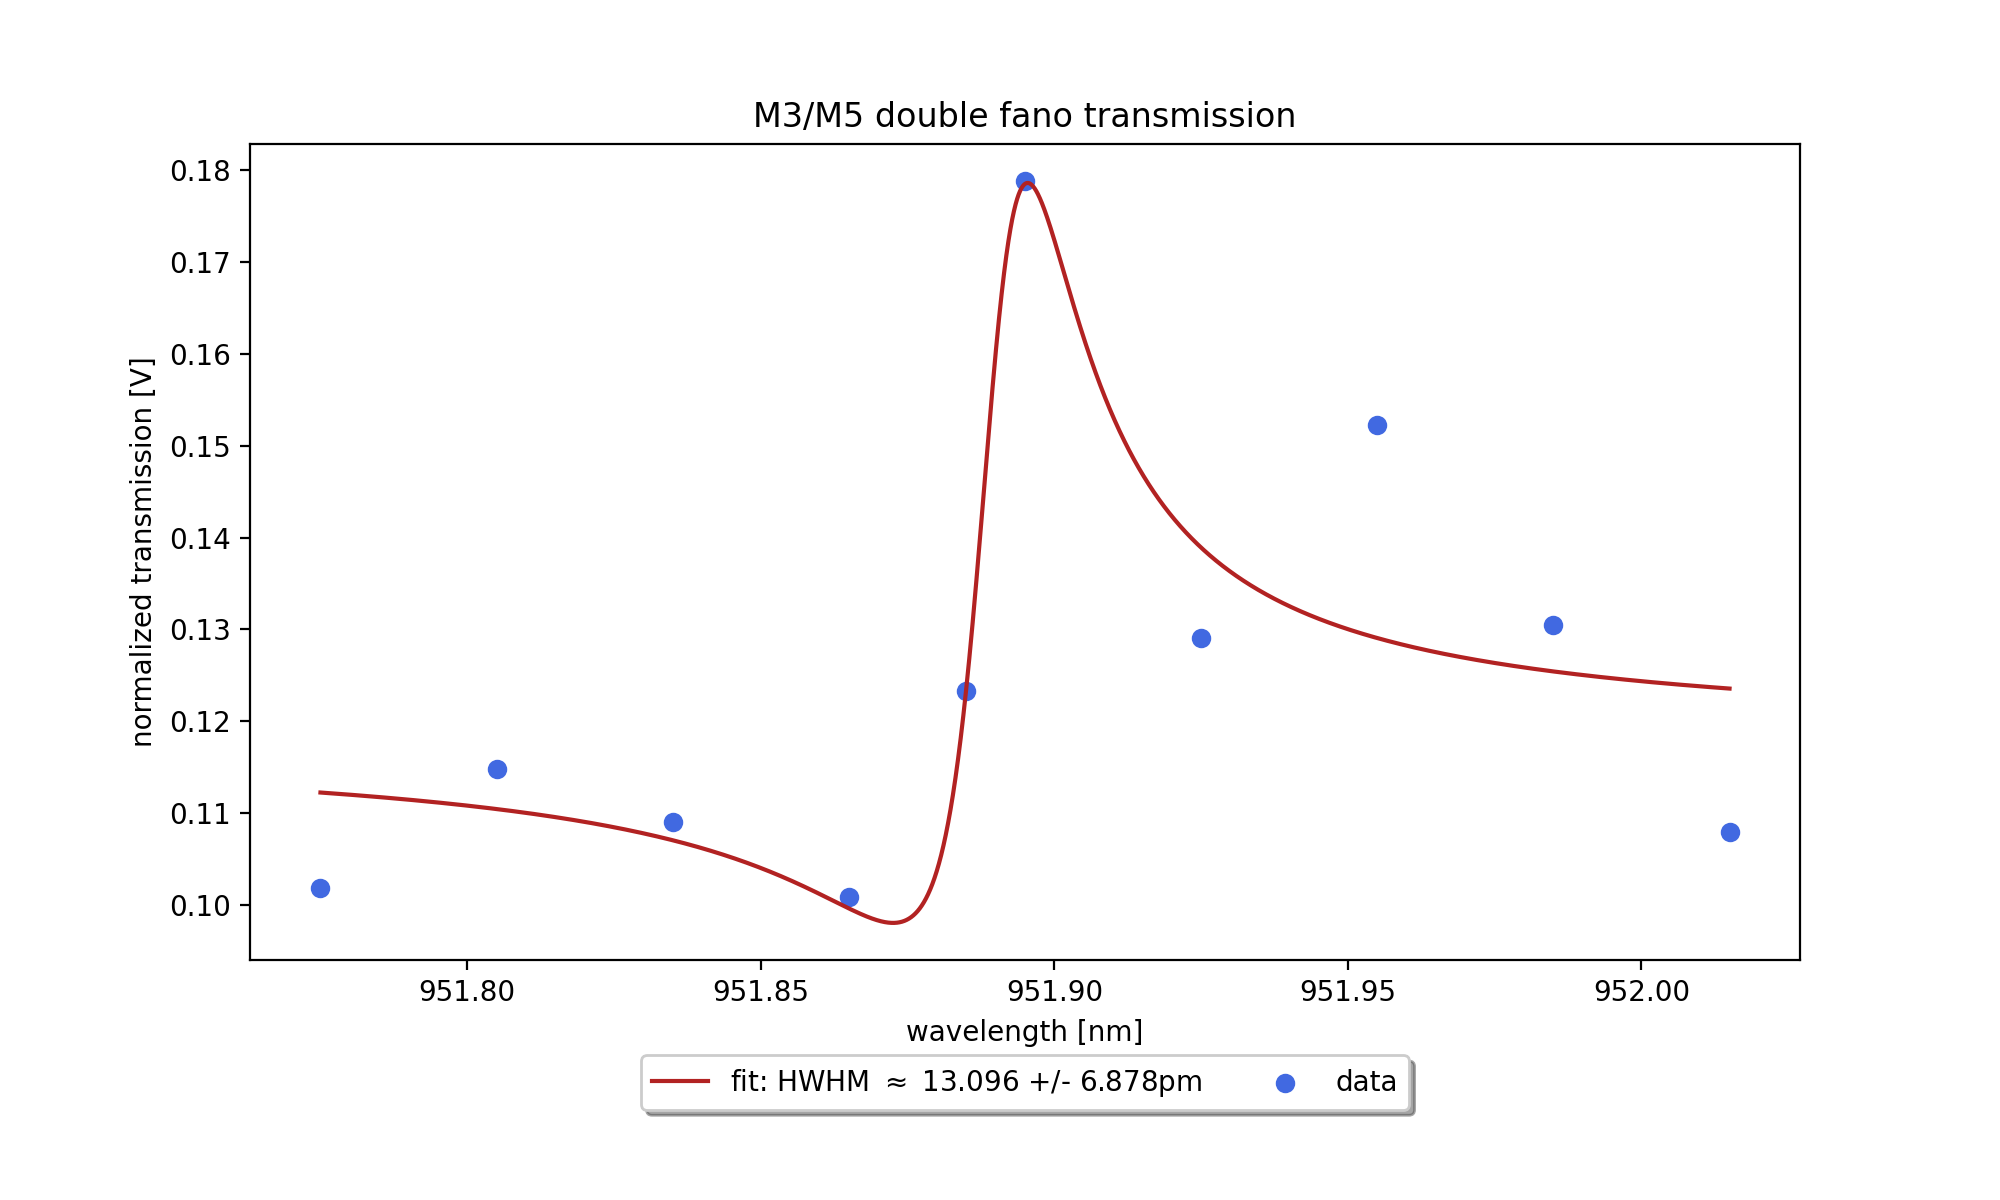 M3/M5 double fano transmission
normalized transmission [V]
0.18
0.17
0.16
0.15
0.14
0.13
0.12
0.11
0.10
951.80 951.85 951.90 951.95 952.00
wavelength [nm]
fit: HWHM ≈ 13.096 +/- 6.878pm data